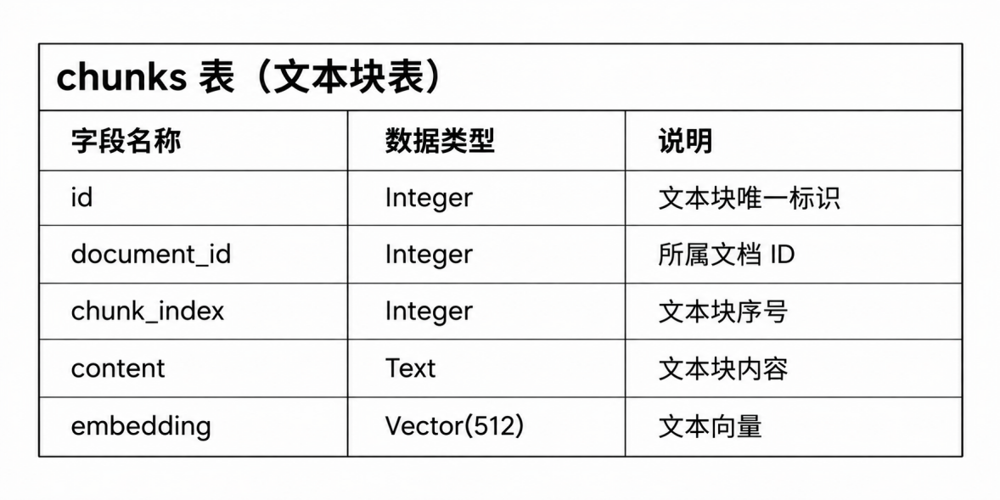 chunks 表（文本块表）
字段名称 数据类型 说明
id Integer 文本块唯一标识
document_id Integer 所属文档 ID
chunk_index Integer 文本块序号
content Text 文本块内容
embedding Vector(512) 文本向量